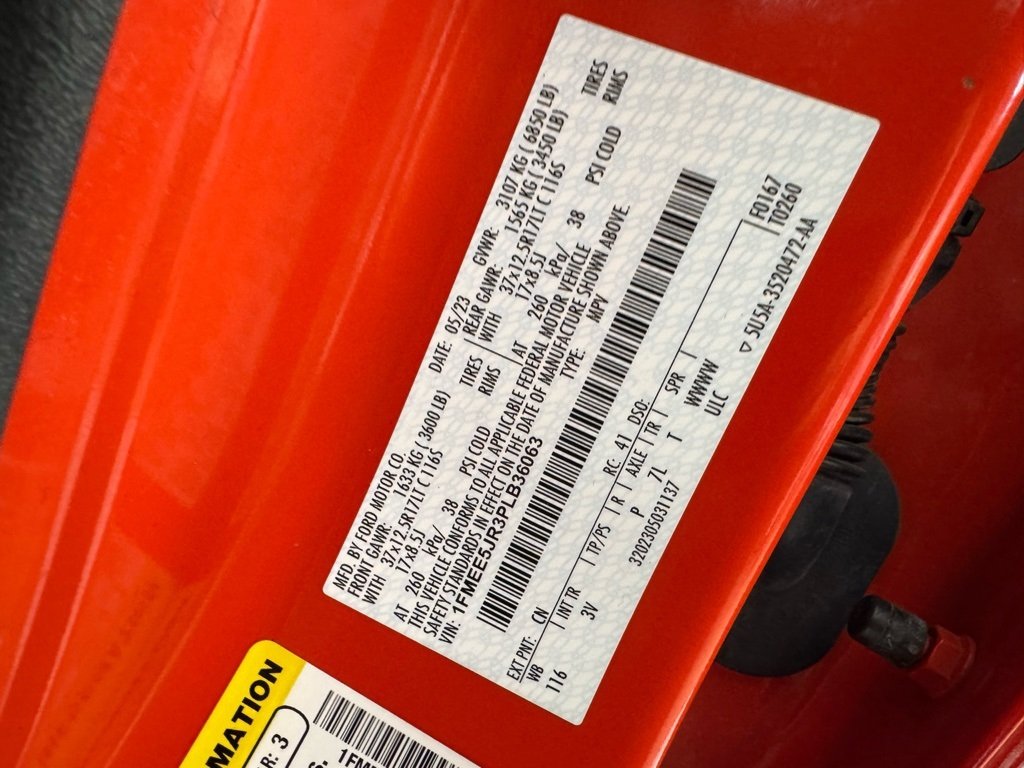 MFD. BY FORD MOTOR CO.
DATE: 05/23 GVWR: 3107 KG ( 6850 LB)
FRONT GAWR: 1633 KG ( 3600 LB) REAR GAWR: 1565 KG ( 3450 LB)
WITH 37x12.5R17LT C 116S TIRES WITH 37x12.5R17LT C 116S TIRES
17x8.5J RIMS 17x8.5J RIMS
AT 260 kPa/ 38 PSI COLD AT 260 kPa/ 38 PSI COLD
THIS VEHICLE CONFORMS TO ALL APPLICABLE FEDERAL MOTOR VEHICLE
SAFETY STANDARDS IN EFFECT ON THE DATE OF MANUFACTURE SHOWN ABOVE.
VIN: 1FMEE5JR3PLB36063 TYPE: MPV
EXT PNT: CN RC: 41 DSO: F0167
WB INT TR TP/PS R AXLE TR SPR T0260
116 3V P 7L T WWWW
3202305031137 ULC
▽ 5U5A-3520472-AA
MATION
R: 3
1FM